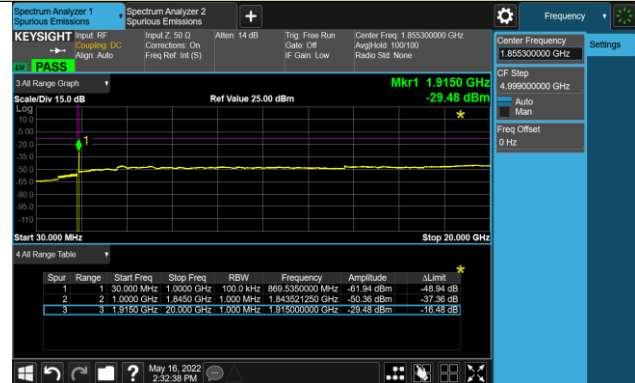 Spectrum Analyzer 1
Spurious Emissions
Spectrum Analyzer 2
Spurious Emissions
+
Frequency
KEYSIGHT
Input: RF
Coupling: DC
Align: Auto
Input Z: 50 Ω
Corrections: On
Freq Ref: Int (S)
Atten: 14 dB
Trig: Free Run
Gate: Off
IF Gain: Low
Center Freq: 1.855300000 GHz
Avg|Hold: 100/100
Radio Std: None
PASS
Center Frequency
1.855300000 GHz
Settings
CF Step
4.999000000 GHz
Auto
Man
Freq Offset
0 Hz
3 All Range Graph
Mkr1 1.9150 GHz
Scale/Div 15.0 dB
Ref Value 25.00 dBm
-29.48 dBm
Log
10.0
-5.00
-20.0
-35.0
-50.0
-65.0
-80.0
-95.0
-110
1
Start 30.000 MHz
Stop 20.000 GHz
4 All Range Table
Spur Range Start Freq Stop Freq RBW Frequency Amplitude ΔLimit
1 1 30.000 MHz 1.0000 GHz 100.0 kHz 869.5350000 MHz -61.94 dBm -48.94 dB
2 2 1.0000 GHz 1.8450 GHz 1.000 MHz 1.843521250 GHz -50.36 dBm -37.36 dB
3 3 1.9150 GHz 20.000 GHz 1.000 MHz 1.915000000 GHz -29.48 dBm -16.48 dB
?
May 16, 2022
2:32:38 PM